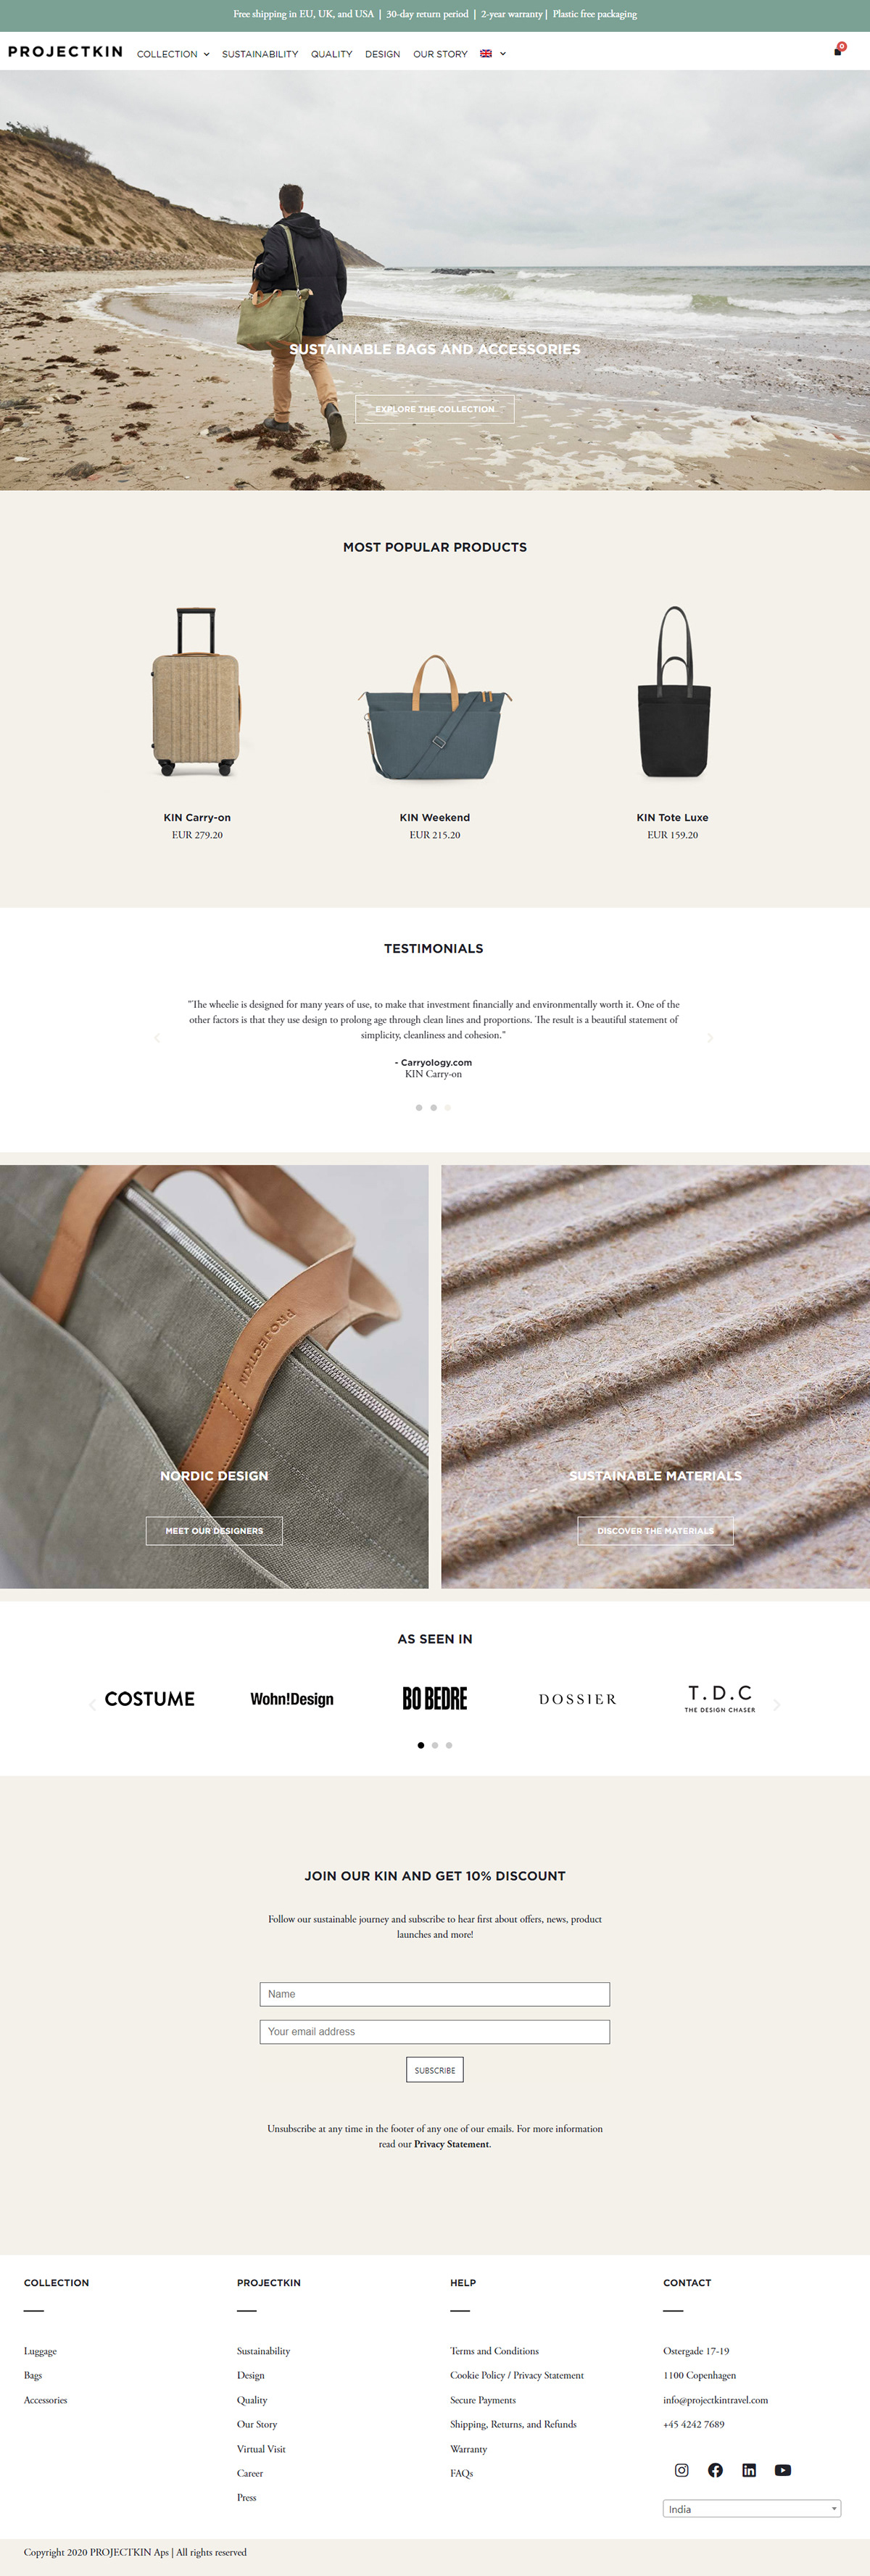 Free shipping in EU, UK, and USA | 30-day return period | 2-year warranty | Plastic free packaging
PROJECTKIN COLLECTION SUSTAINABILITY QUALITY DESIGN OUR STORY 0
SUSTAINABLE BAGS AND ACCESSORIES
EXPLORE THE COLLECTION
MOST POPULAR PRODUCTS
KIN Carry-on
EUR 279.20
KIN Weekend
EUR 215.20
KIN Tote Luxe
EUR 159.20
TESTIMONIALS
"The wheelie is designed for many years of use, to make that investment financially and environmentally worth it. One of the
other factors is that they use design to prolong age through clean lines and proportions. The result is a beautiful statement of
simplicity, cleanliness and cohesion."
- Carryology.com
KIN Carry-on
PROJECTKIN
NORDIC DESIGN
MEET OUR DESIGNERS
SUSTAINABLE MATERIALS
DISCOVER THE MATERIALS
AS SEEN IN
COSTUME
Wohn!Design
BO BEDRE
DOSSIER
T.D.C
THE DESIGN CHASER
JOIN OUR KIN AND GET 10% DISCOUNT
Follow our sustainable journey and subscribe to hear first about offers, news, product
launches and more!
Name
Your email address
SUBSCRIBE
Unsubscribe at any time in the footer of any one of our emails. For more information
read our Privacy Statement.
COLLECTION
Luggage
Bags
Accessories
PROJECTKIN
Sustainability
Design
Quality
Our Story
Virtual Visit
Career
Press
HELP
Terms and Conditions
Cookie Policy / Privacy Statement
Secure Payments
Shipping, Returns, and Refunds
Warranty
FAQs
CONTACT
Ostergade 17-19
1100 Copenhagen
info@projectkintravel.com
+45 4242 7689
India
Copyright 2020 PROJECTKIN Aps | All rights reserved